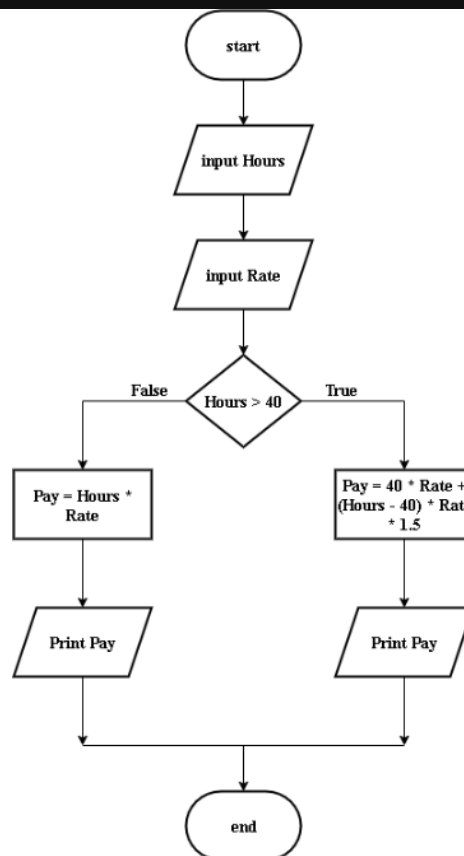 start
input Hours
input Rate
False
True
Hours > 40
Pay = Hours *
Rate
Pay = 40 * Rate +
(Hours - 40) * Rat
* 1.5
Print Pay
Print Pay
end